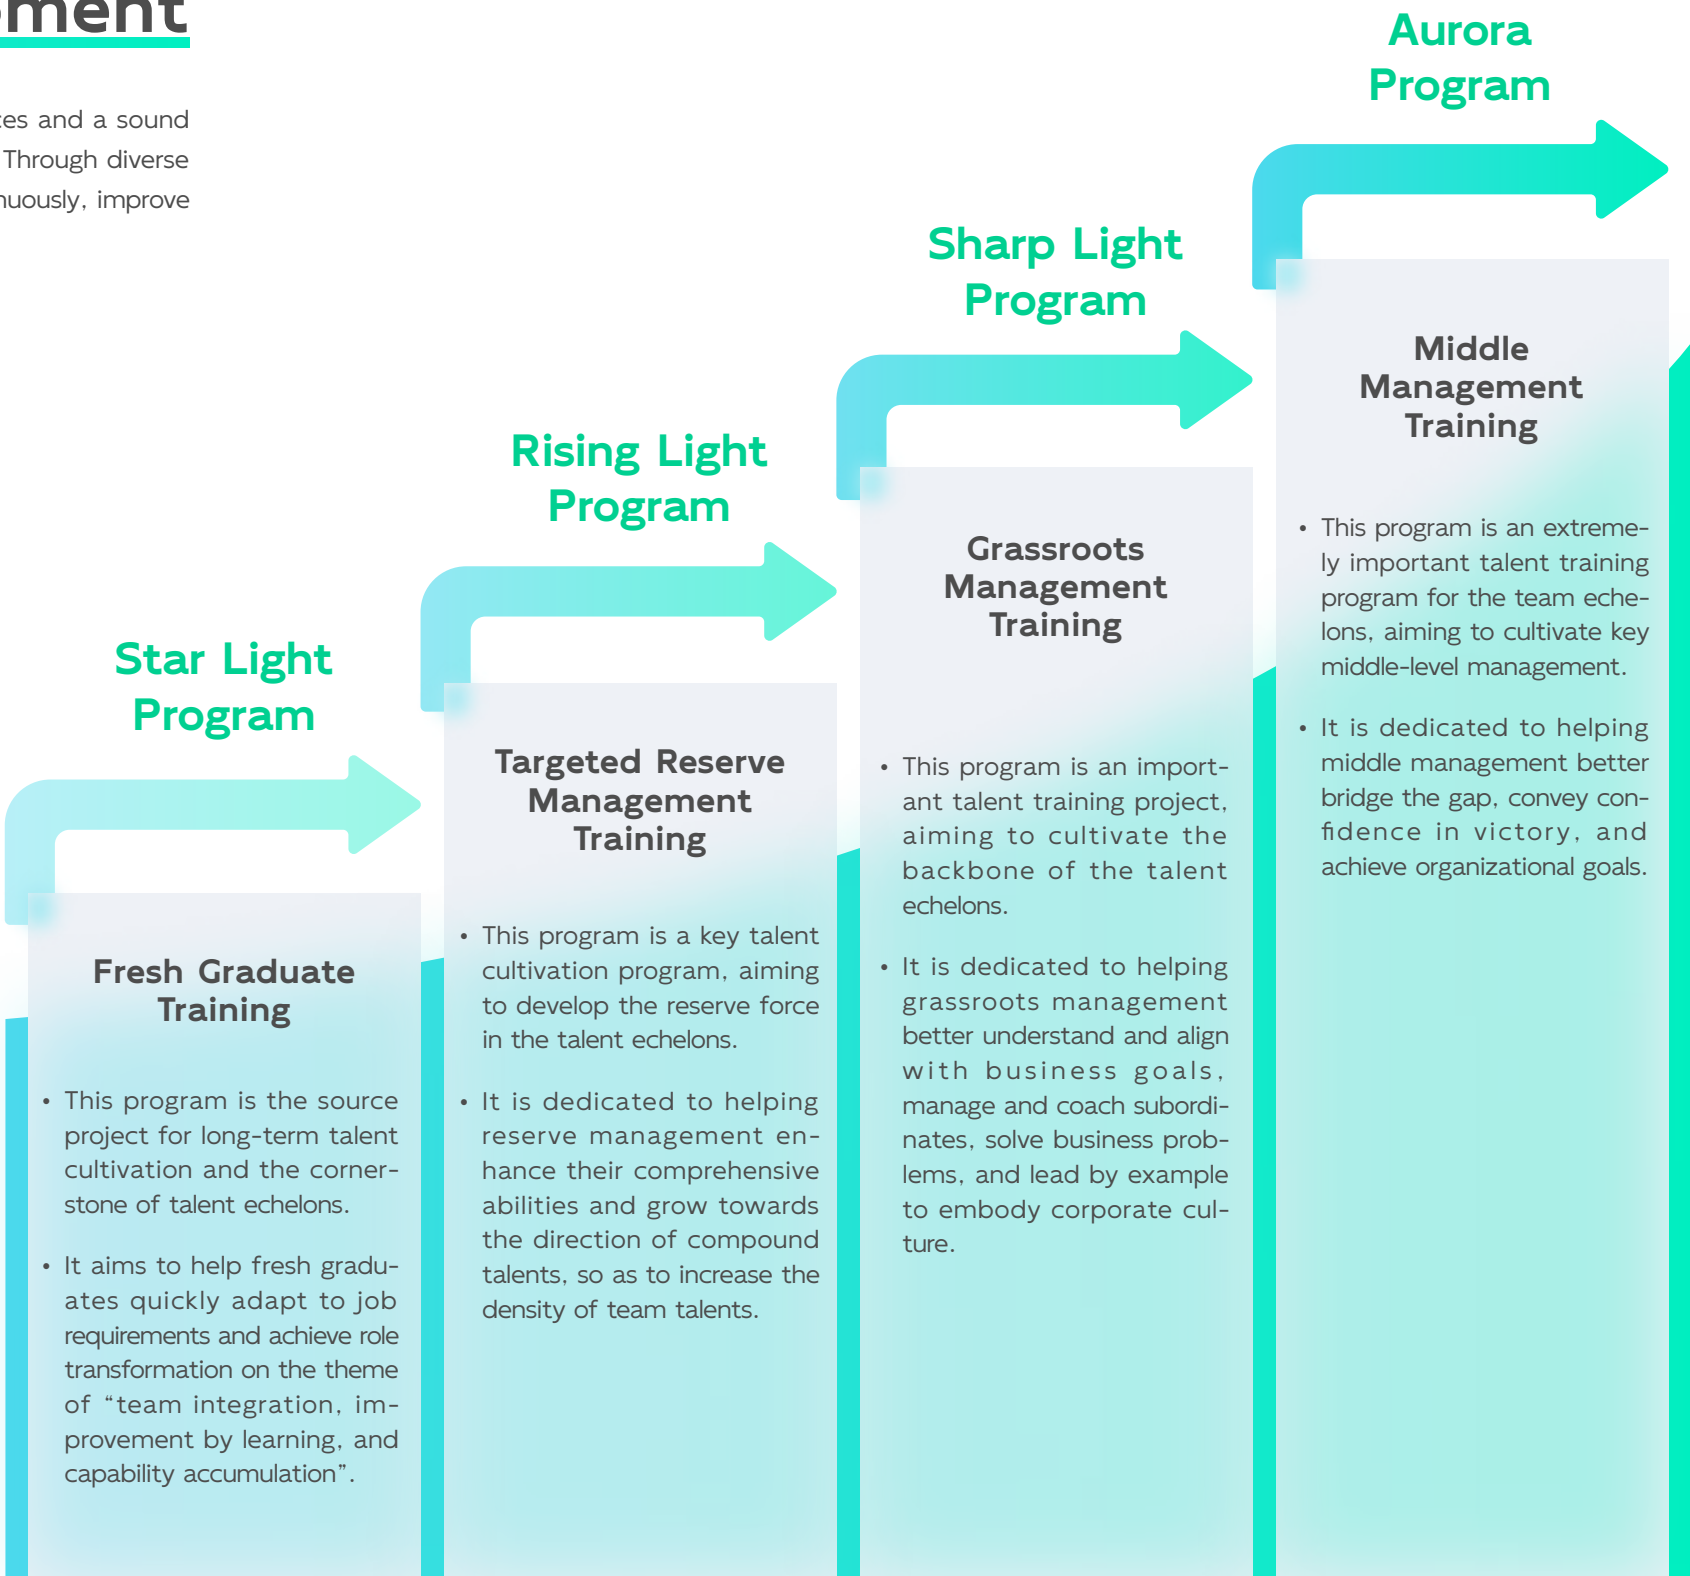 sound
and a
Through diverse
improve
Star Light
Program
Fresh Graduate
Training
• This program is the source
project for long-term talent
cultivation and the corner-
stone of talent echelons.
• It aims to help fresh gradu-
ates quickly adapt to job
requirements and achieve role
transformation on the theme
of “team integration, im-
provement by learning, and
capability accumulation”.
Rising Light
Program
Targeted Reserve
Management
Training
• This program is a key talent
cultivation program, aiming
to develop the reserve force
in the talent echelons.
• It is dedicated to helping
reserve management en-
hance their comprehensive
abilities and grow towards
the direction of compound
talents, so as to increase the
density of team talents.
Sharp Light
Program
Grassroots
Management
Training
• This program is an import-
ant talent training project,
aiming to cultivate the
backbone of the talent
echelons.
• It is dedicated to helping
grassroots management
better understand and align
with business goals,
manage and coach subordi-
nates, solve business prob-
lems, and lead by example
to embody corporate cul-
ture.
Aurora
Program
Middle
Management
Training
• This program is an extreme-
ly important talent training
program for the team eche-
lons, aiming to cultivate key
middle-level management.
• It is dedicated to helping
middle management better
bridge the gap, convey con-
fidence in victory, and
achieve organizational goals.